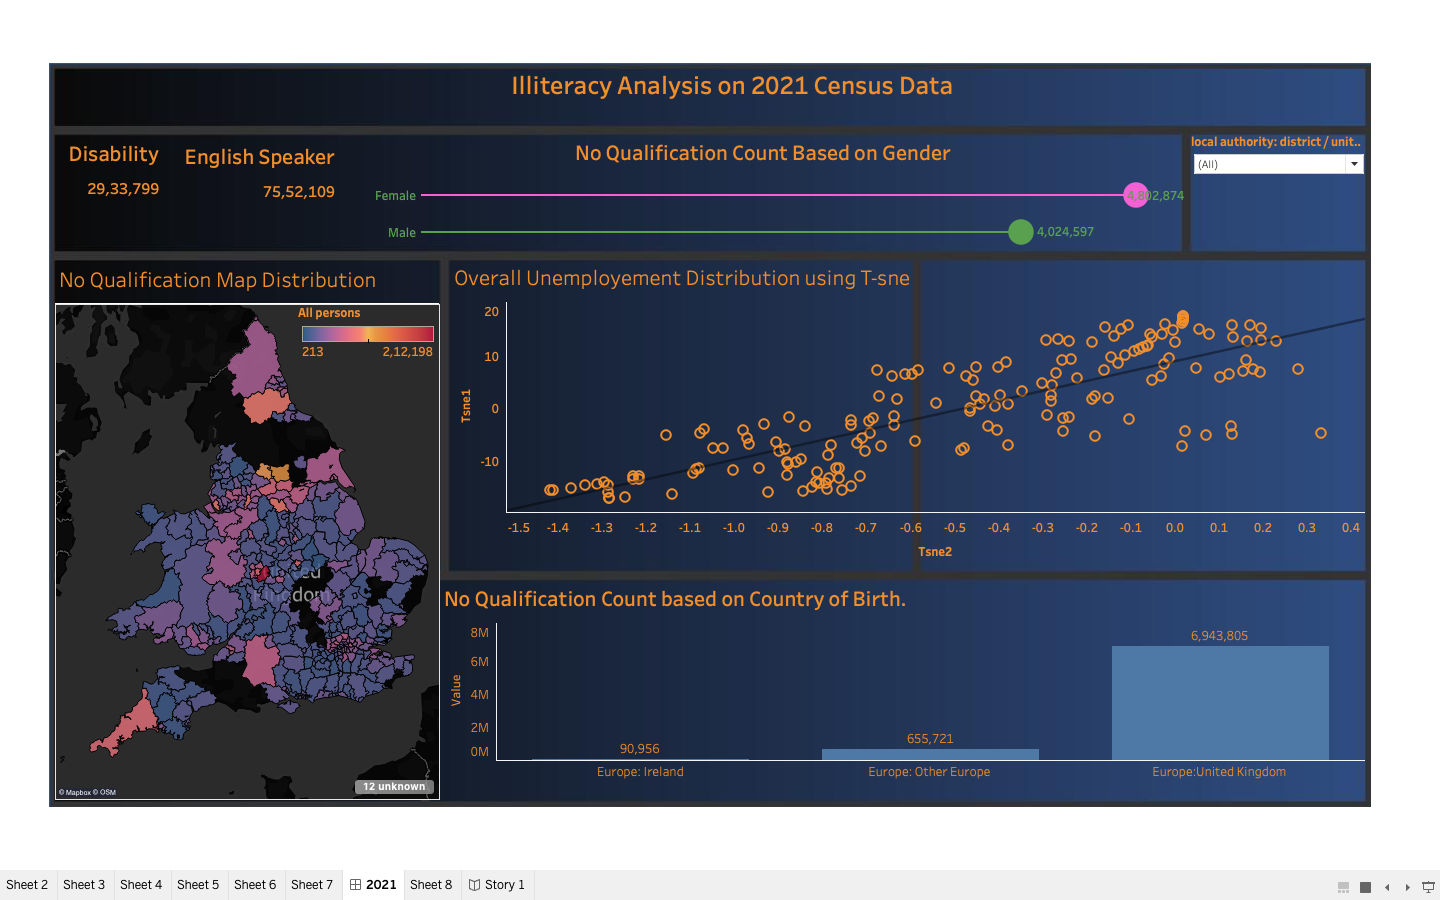 Illiteracy Analysis on 2021 Census Data
Disability
29,33,799
English Speaker
75,52,109
No Qualification Count Based on Gender
Female
4,802,874
Male
4,024,597
local authority: district / unit..
(All)
No Qualification Map Distribution
All persons
213
2,12,198
United
Kingdom
12 unknown
© Mapbox © OSM
Overall Unemployement Distribution using T-sne
Tsne1
20
10
0
-10
-1.5 -1.4 -1.3 -1.2 -1.1 -1.0 -0.9 -0.8 -0.7 -0.6 -0.5 -0.4 -0.3 -0.2 -0.1 0.0 0.1 0.2 0.3 0.4
Tsne2
No Qualification Count based on Country of Birth.
Value
8M
6M
4M
2M
0M
90,956
655,721
6,943,805
Europe: Ireland
Europe: Other Europe
Europe:United Kingdom
Sheet 2 Sheet 3 Sheet 4 Sheet 5 Sheet 6 Sheet 7 2021 Sheet 8 Story 1